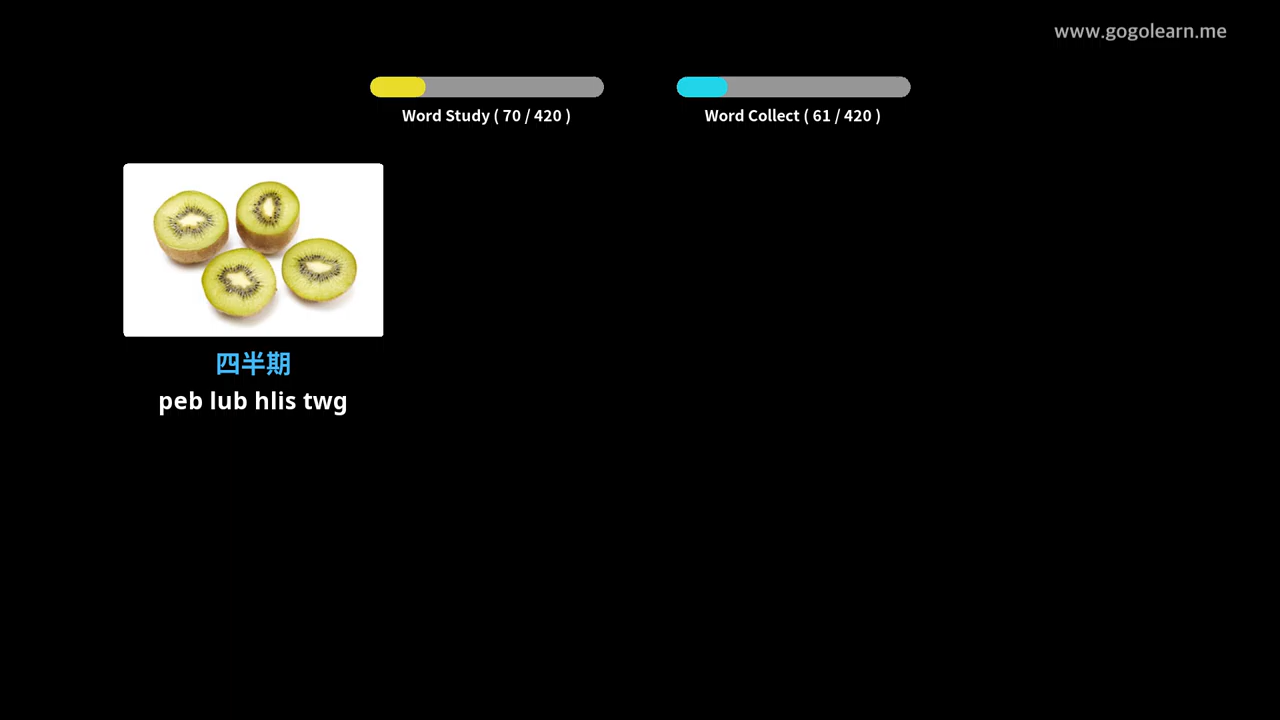 www.gogolearn.me
Word Study ( 70 / 420 )
Word Collect ( 61 / 420 )
四半期
peb lub hlis twg